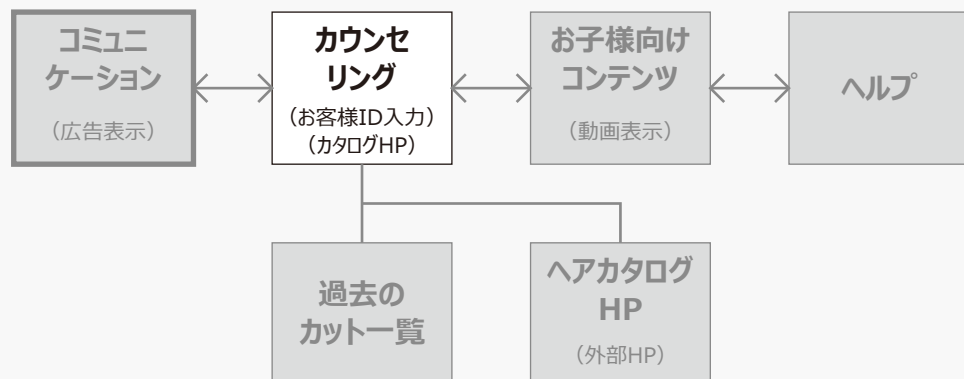 コミュニ
ケーション
（広告表示）
カウンセ
リング
（お客様ID入力）
（カタログHP）
お子様向け
コンテンツ
（動画表示）
ヘルプ
過去の
カット一覧
ヘアカタログ
HP
（外部HP）